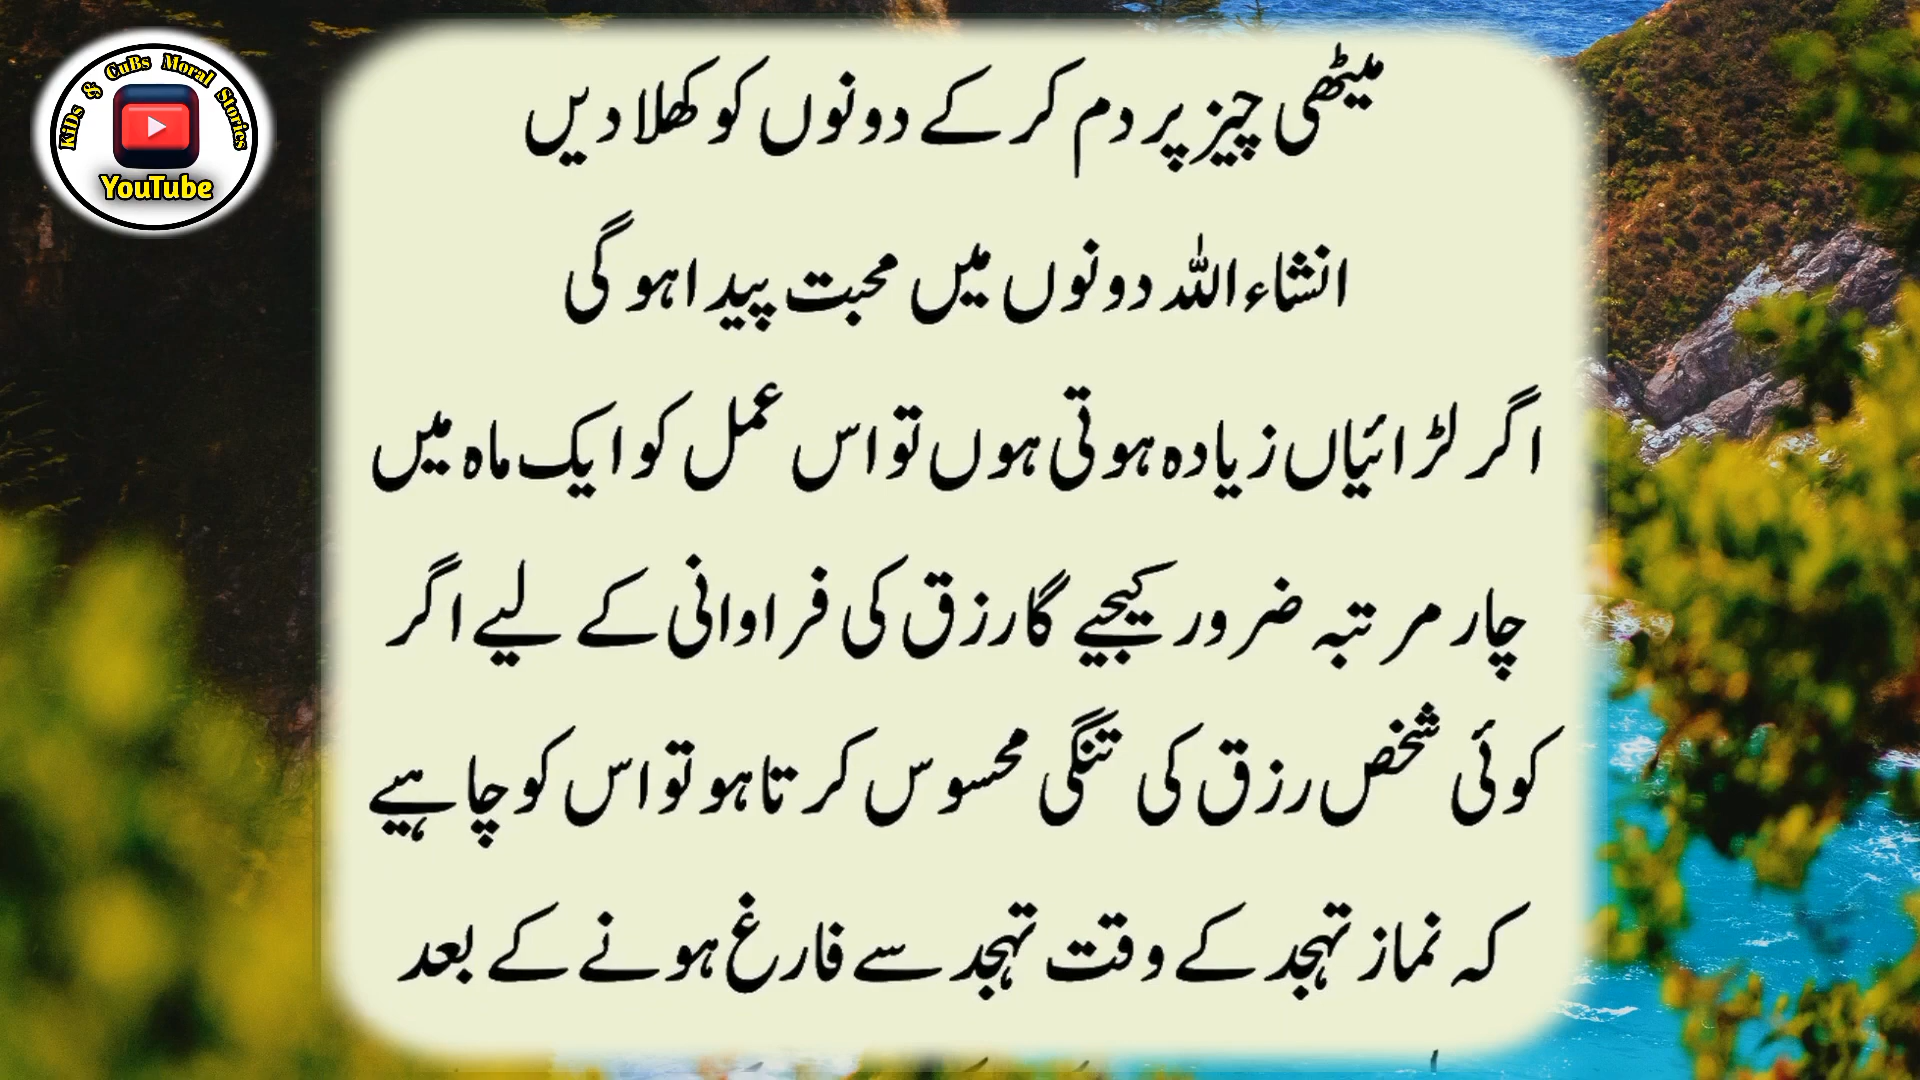 KiDs & CuBs Moral Stories
YouTube
میٹھی چیز پر دم کر کے دونوں کو کھلا دیں
انشاءاللہ دونوں میں محبت پیدا ہو گی
اگر لڑائیاں زیادہ ہوتی ہوں تو اس عمل کو ایک ماہ میں
چار مرتبہ ضرور کیجیے گا رزق کی فراوانی کے لیے اگر
کوئی شخص رزق کی تنگی محسوس کرتا ہو تو اس کو چاہیے
کہ نماز تہجد کے وقت تہجد سے فارغ ہونے کے بعد